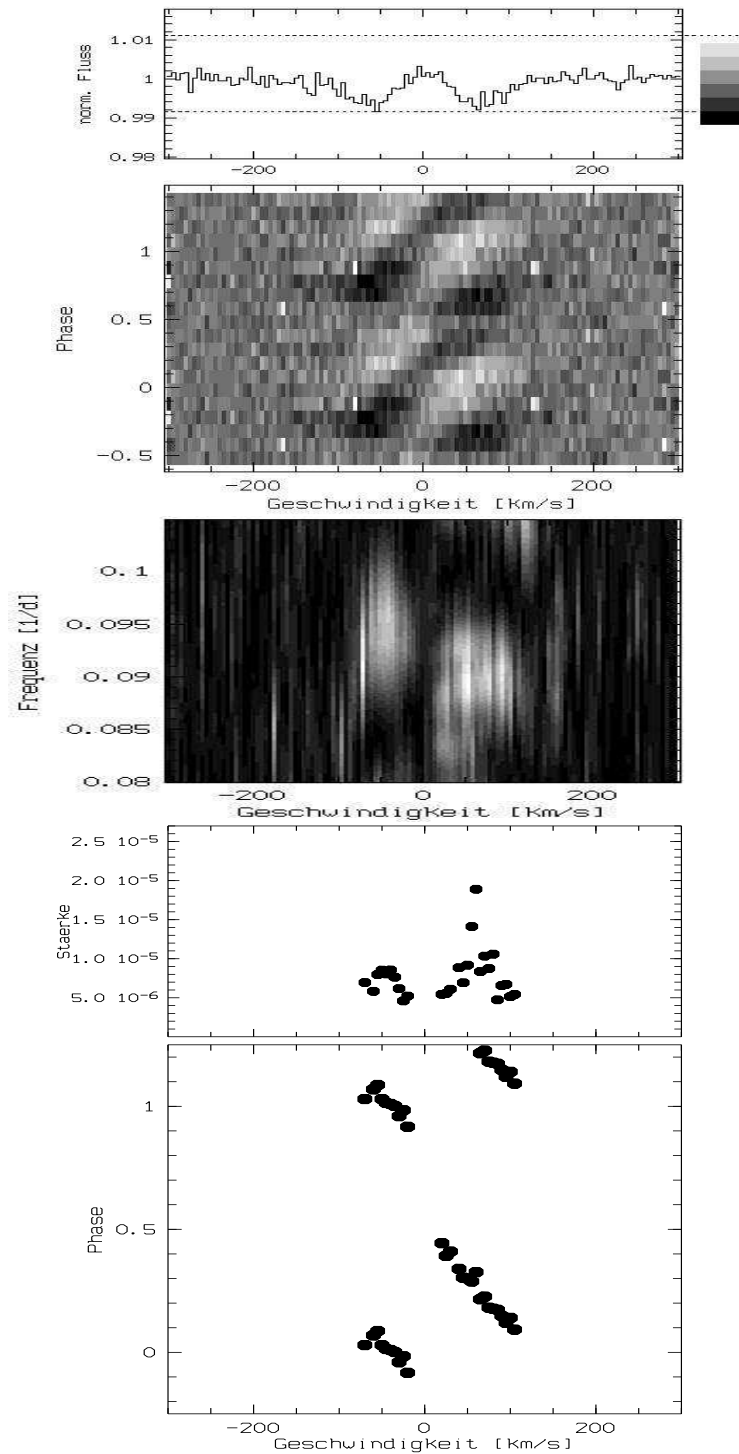 norm. Fluss
1.01
1
0.99
0.98
-200 0 200
Phase
1
0.5
0
-0.5
-200 0 200
Geschwindigkeit [km/s]
Frequenz [1/d]
0.1
0.095
0.09
0.085
0.08
-200 0 200
Geschwindigkeit [km/s]
Staerke
2.5 10⁻⁵
2.0 10⁻⁵
1.5 10⁻⁵
1.0 10⁻⁵
5.0 10⁻⁶
Phase
1
0.5
0
-200 0 200
Geschwindigkeit [km/s]